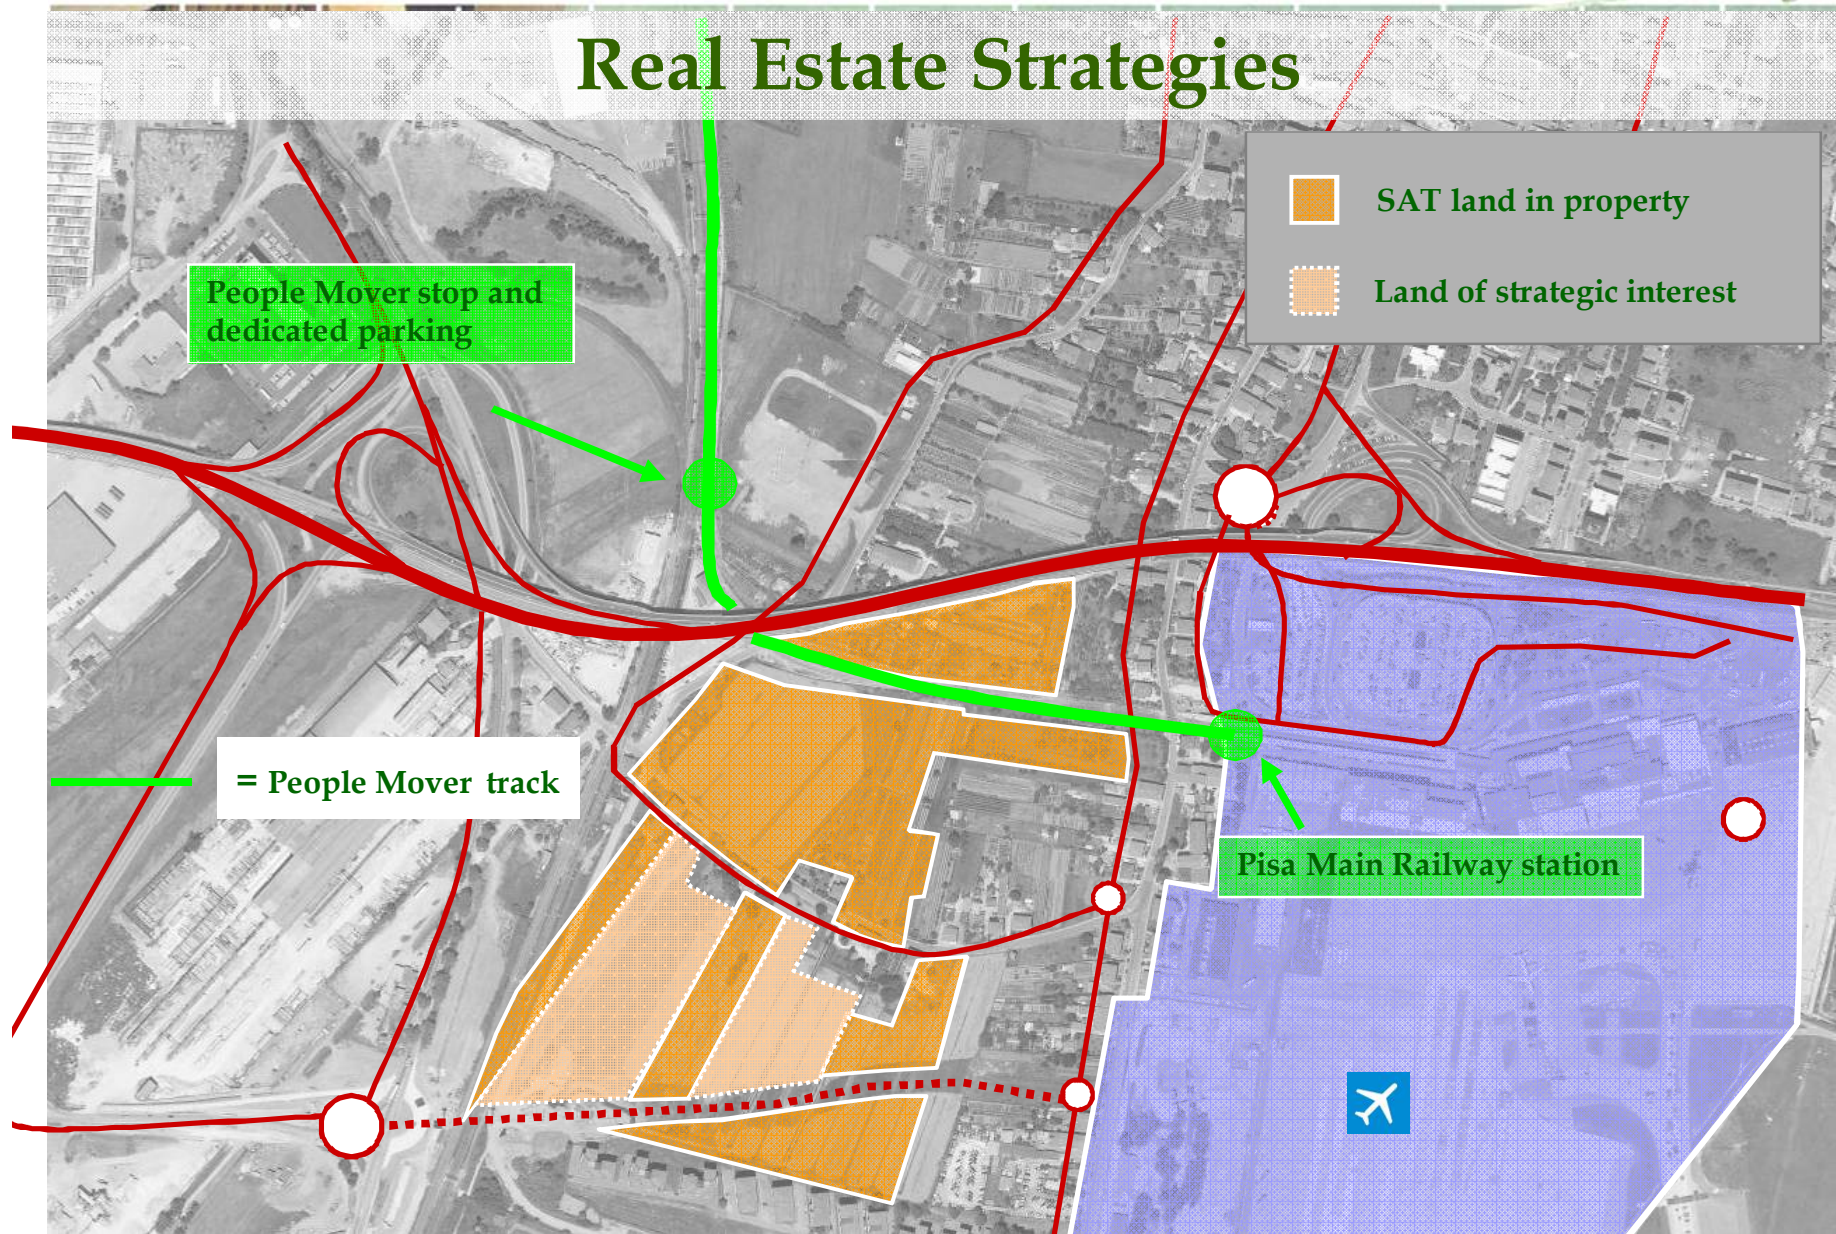 Real Estate Strategies
SAT land in property
Land of strategic interest
People Mover stop and
dedicated parking
= People Mover track
Pisa Main Railway station